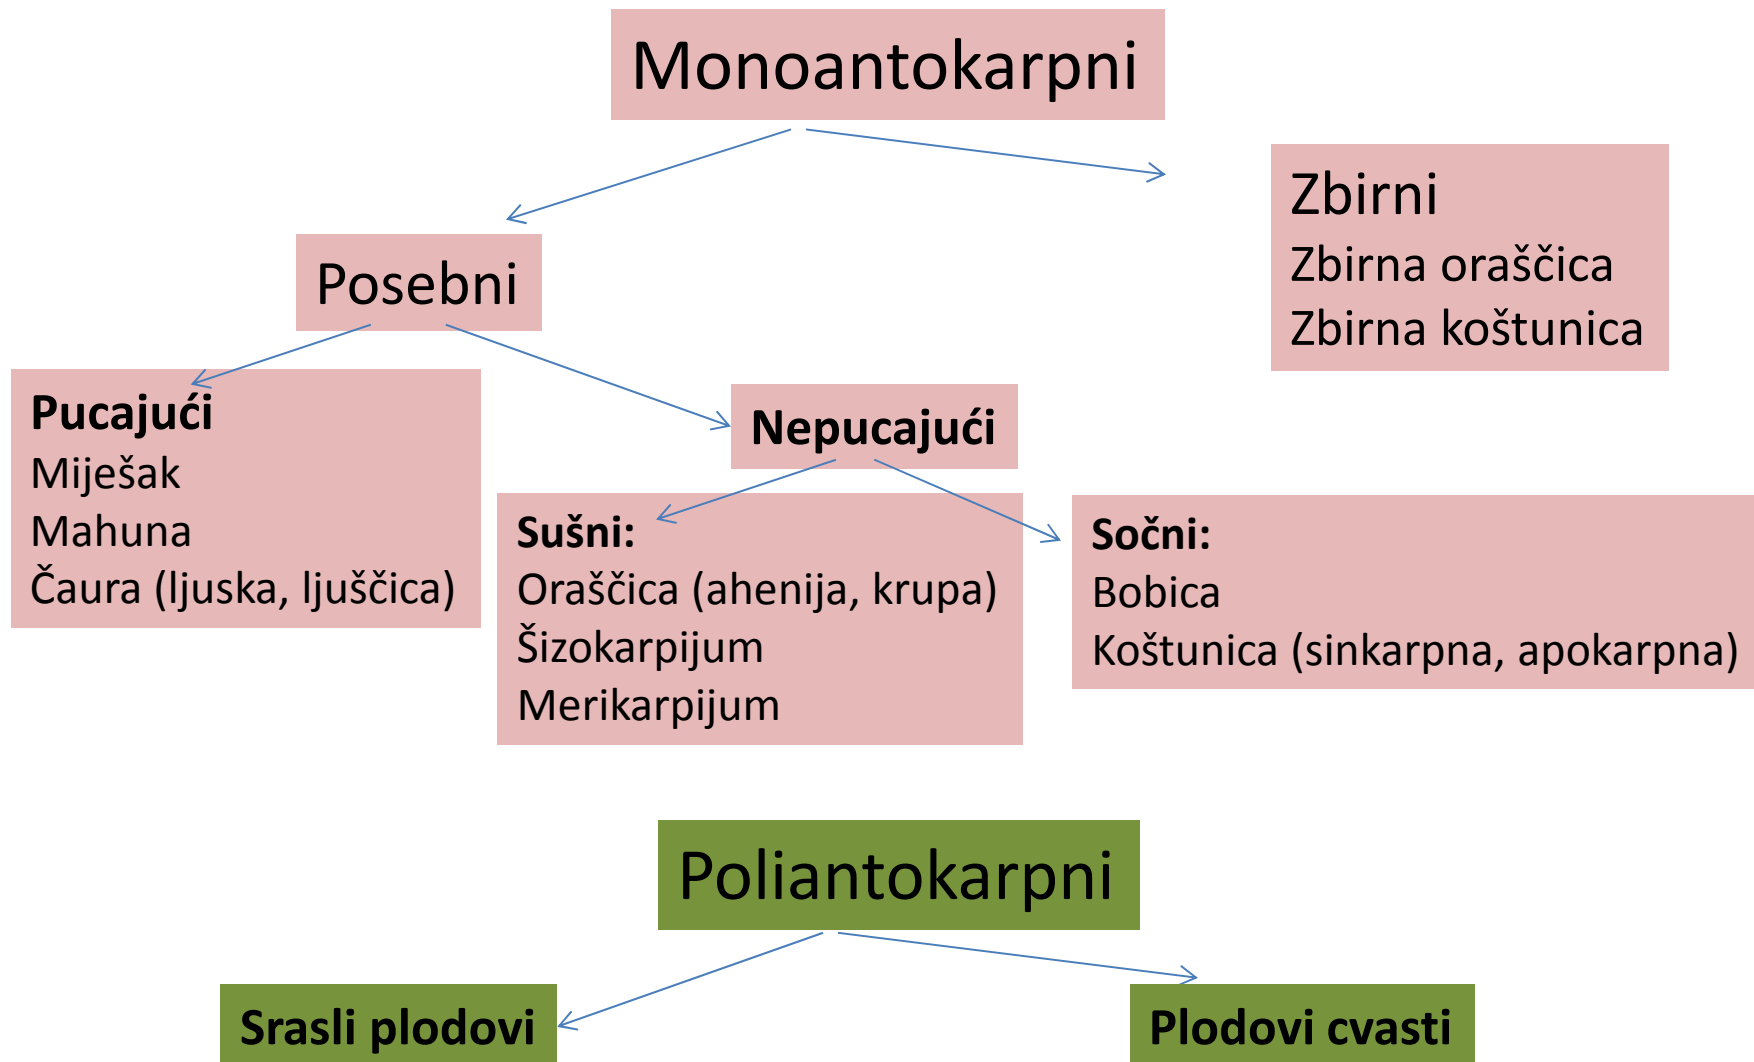 Monoantokarpni
Zbirni
Zbirna oraščica
Zbirna koštunica
Posebni
Pucajući
Miješak
Mahuna
Čaura (ljuska, ljuščica)
Nepucajući
Sušni:
Oraščica (ahenija, krupa)
Šizokarpijum
Merikarpijum
Sočni:
Bobica
Koštunica (sinkarpna, apokarpna)
Poliantokarpni
Srasli plodovi
Plodovi cvasti